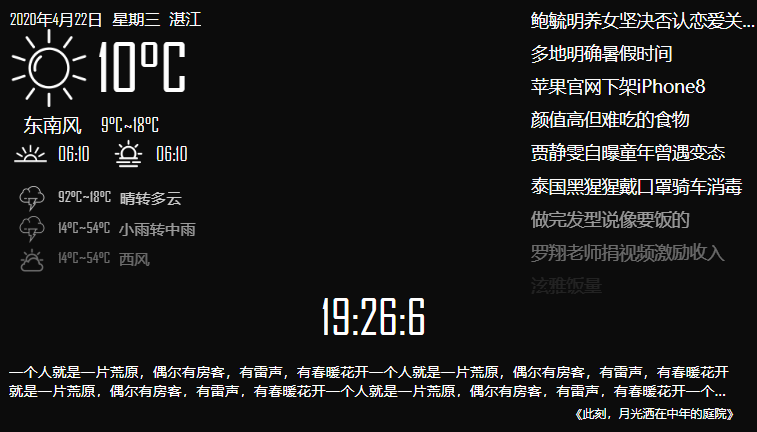 2020年4月22日 星期三 湛江
10°C
东南风 9°C~18°C
06:10 06:10
92°C~18°C 晴转多云
14°C~54°C 小雨转中雨
14°C~54°C 西风
鲍毓明养女坚决否认恋爱关...
多地明确暑假时间
苹果官网下架iPhone8
颜值高但难吃的食物
贾静雯自曝童年曾遇变态
泰国黑猩猩戴口罩骑车消毒
做完发型说像要饭的
罗翔老师捐视频激励收入
泫雅饭量
19:26:6
一个人就是一片荒原，偶尔有房客，有雷声，有春暖花开一个人就是一片荒原，偶尔有房客，有雷声，有春暖花开
就是一片荒原，偶尔有房客，有雷声，有春暖花开一个人就是一片荒原，偶尔有房客，有雷声，有春暖花开一个...
《此刻，月光洒在中年的庭院》